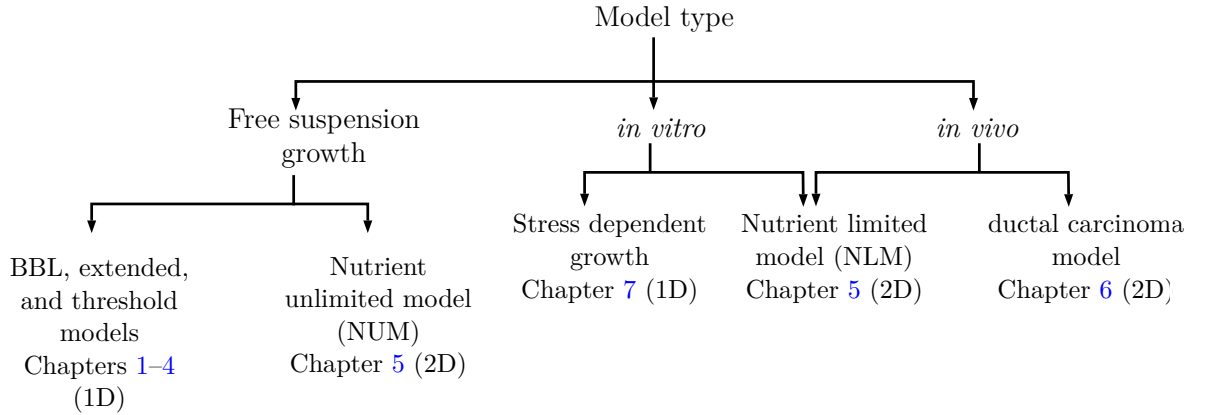 Model type
Free suspension
growth
in vitro
in vivo
BBL, extended,
and threshold
models
Chapters 1–4
(1D)
Nutrient
unlimited model
(NUM)
Chapter 5 (2D)
Stress dependent
growth
Chapter 7 (1D)
Nutrient limited
model (NLM)
Chapter 5 (2D)
ductal carcinoma
model
Chapter 6 (2D)